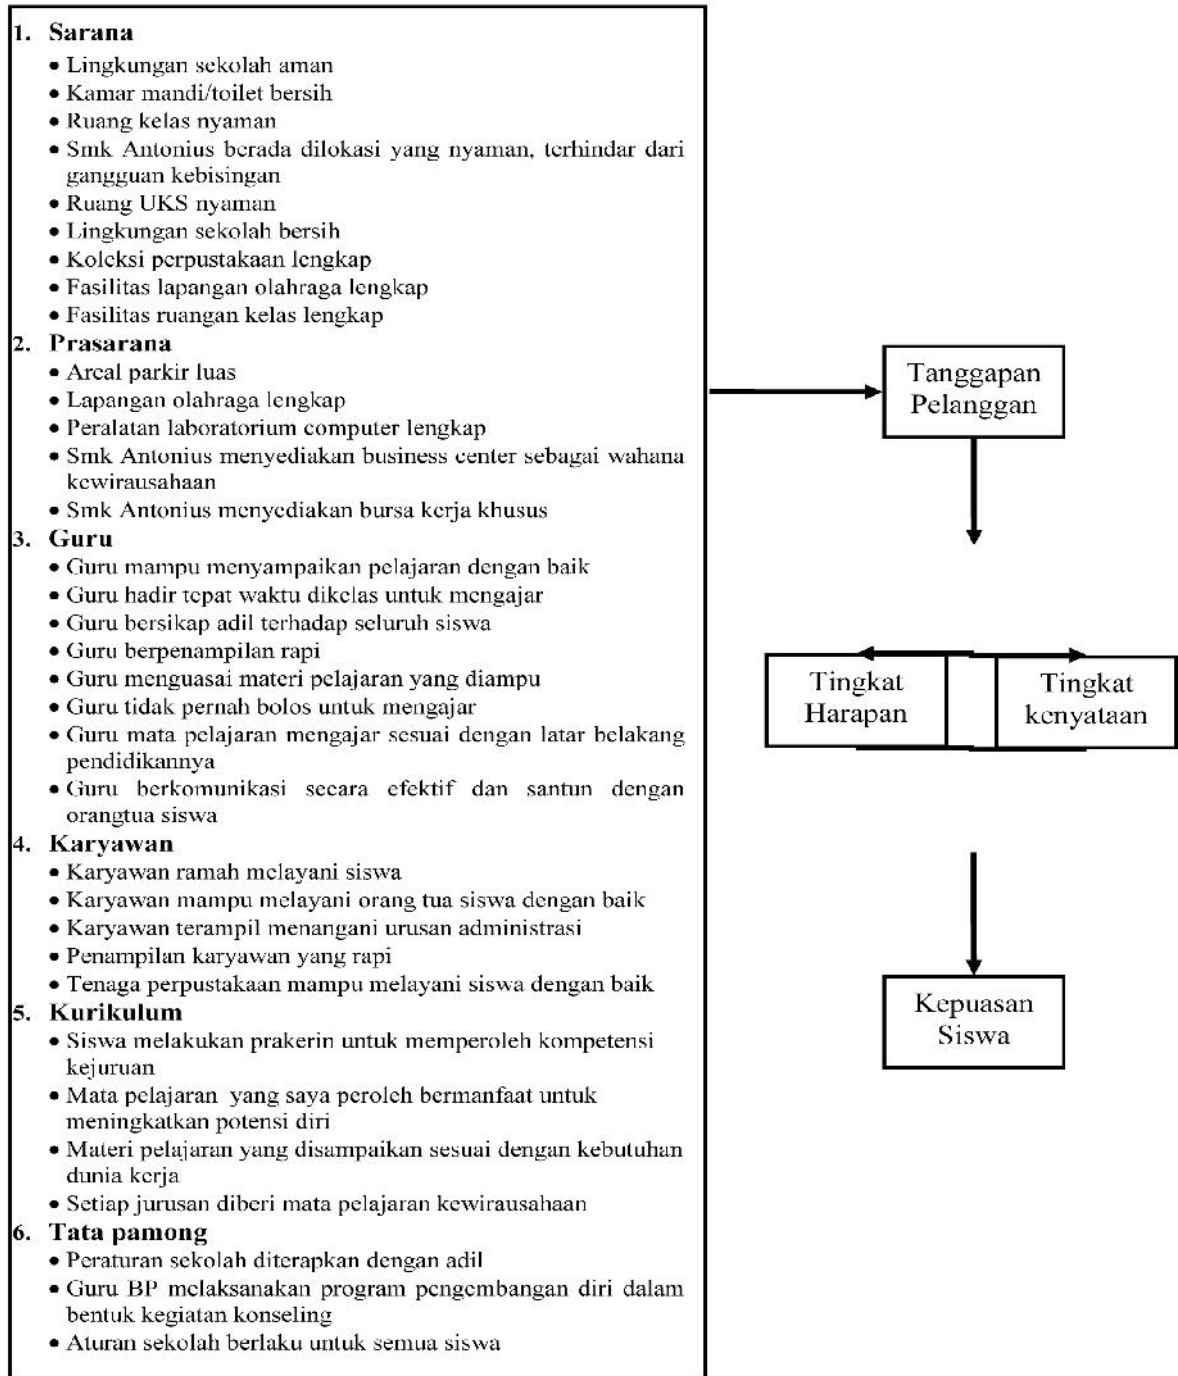 1. Sarana
• Lingkungan sekolah aman
• Kamar mandi/toilet bersih
• Ruang kelas nyaman
• Smk Antonius berada dilokasi yang nyaman, terhindar dari
gangguan kebisingan
• Ruang UKS nyaman
• Lingkungan sekolah bersih
• Koleksi perpustakaan lengkap
• Fasilitas lapangan olahraga lengkap
• Fasilitas ruangan kelas lengkap
2. Prasarana
• Areal parkir luas
• Lapangan olahraga lengkap
• Peralatan laboratorium computer lengkap
• Smk Antonius menyediakan business center sebagai wahana
kewirausahaan
• Smk Antonius menyediakan bursa kerja khusus
3. Guru
• Guru mampu menyampaikan pelajaran dengan baik
• Guru hadir tepat waktu dikelas untuk mengajar
• Guru bersikap adil terhadap seluruh siswa
• Guru berpenampilan rapi
• Guru menguasai materi pelajaran yang diampu
• Guru tidak pernah bolos untuk mengajar
• Guru mata pelajaran mengajar sesuai dengan latar belakang
pendidikannya
• Guru berkomunikasi secara efektif dan santun dengan
orangtua siswa
4. Karyawan
• Karyawan ramah melayani siswa
• Karyawan mampu melayani orang tua siswa dengan baik
• Karyawan terampil menangani urusan administrasi
• Penampilan karyawan yang rapi
• Tenaga perpustakaan mampu melayani siswa dengan baik
5. Kurikulum
• Siswa melakukan prakerin untuk memperoleh kompetensi
kejuruan
• Mata pelajaran yang saya peroleh bermanfaat untuk
meningkatkan potensi diri
• Materi pelajaran yang disampaikan sesuai dengan kebutuhan
dunia kerja
• Setiap jurusan diberi mata pelajaran kewirausahaan
6. Tata pamong
• Peraturan sekolah diterapkan dengan adil
• Guru BP melaksanakan program pengembangan diri dalam
bentuk kegiatan konseling
• Aturan sekolah berlaku untuk semua siswa
Tanggapan
Pelanggan
Tingkat
Harapan
Tingkat
kenyataan
Kepuasan
Siswa